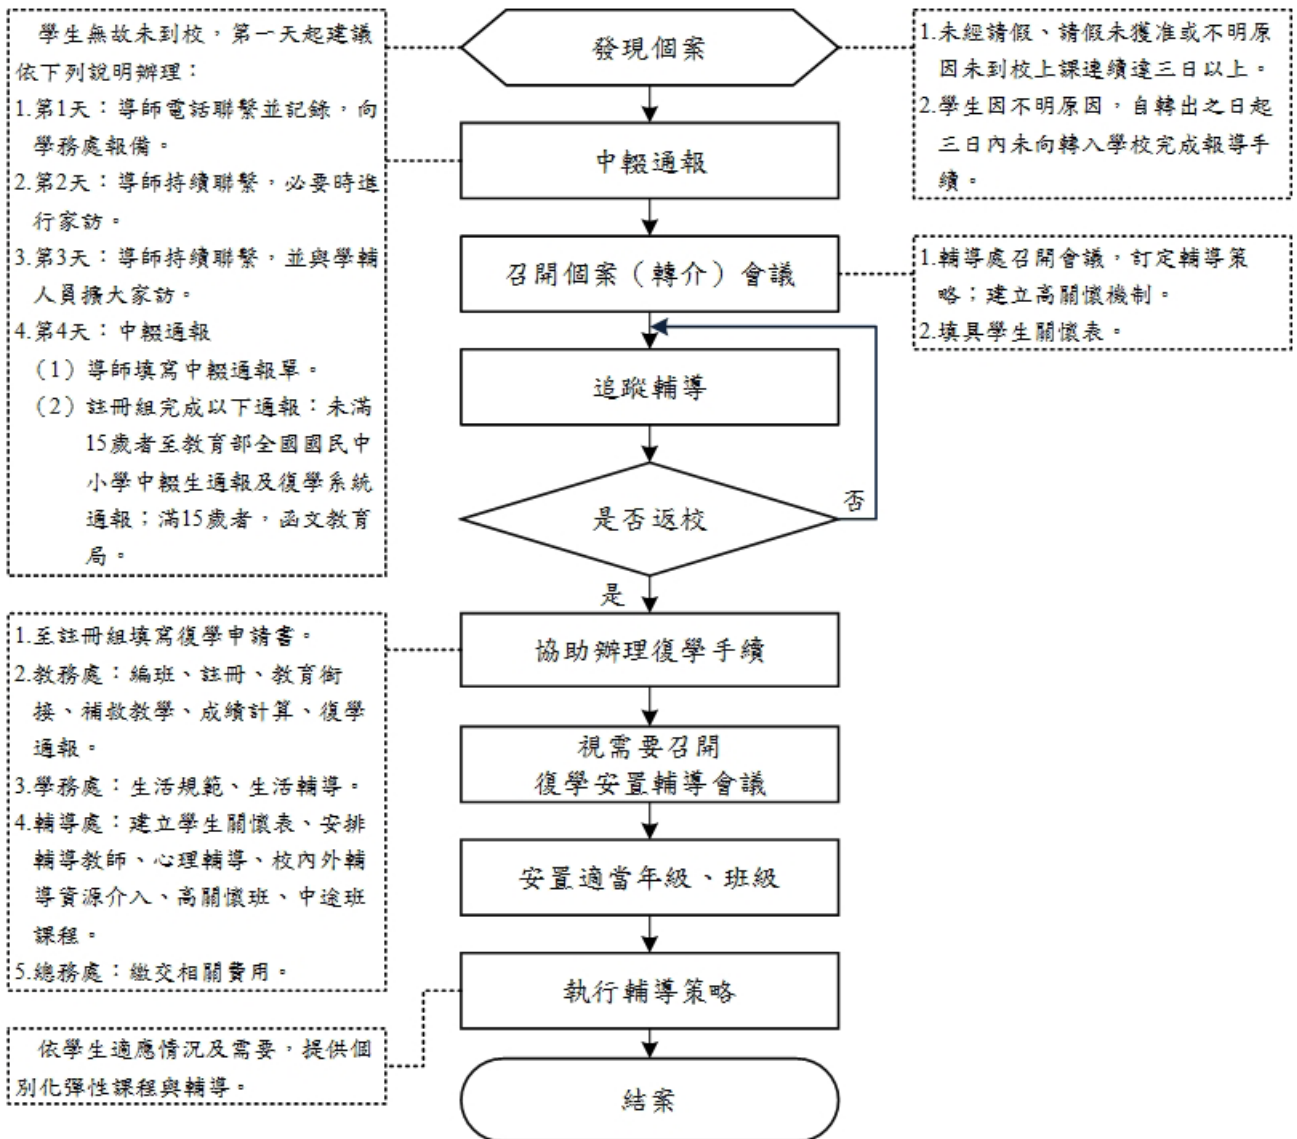 學生無故未到校，第一天起建議
依下列說明辦理：
1.第1天：導師電話聯繫並記錄，向
學務處報備。
2.第2天：導師持續聯繫，必要時進
行家訪。
3.第3天：導師持續聯繫，並與學輔
人員擴大家訪。
4.第4天：中輟通報
（1）導師填寫中輟通報單。
（2）註冊組完成以下通報：未滿
15歲者至教育部全國國民中
小學中輟生通報及復學系統
通報；滿15歲者，函文教育
局。
發現個案
1.未經請假、請假未獲准或不明原
因未到校上課連續達三日以上。
2.學生因不明原因，自轉出之日起
三日內未向轉入學校完成報導手
續。
中輟通報
召開個案（轉介）會議
1.輔導處召開會議，訂定輔導策
略；建立高關懷機制。
2.填具學生關懷表。
追蹤輔導
是否返校
否
是
1.至註冊組填寫復學申請書。
2.教務處：編班、註冊、教育銜
接、補救教學、成績計算、復學
通報。
3.學務處：生活規範、生活輔導。
4.輔導處：建立學生關懷表、安排
輔導教師、心理輔導、校內外輔
導資源介入、高關懷班、中途班
課程。
5.總務處：繳交相關費用。
協助辦理復學手續
視需要召開
復學安置輔導會議
安置適當年級、班級
執行輔導策略
依學生適應情況及需要，提供個
別化彈性課程與輔導。
結案